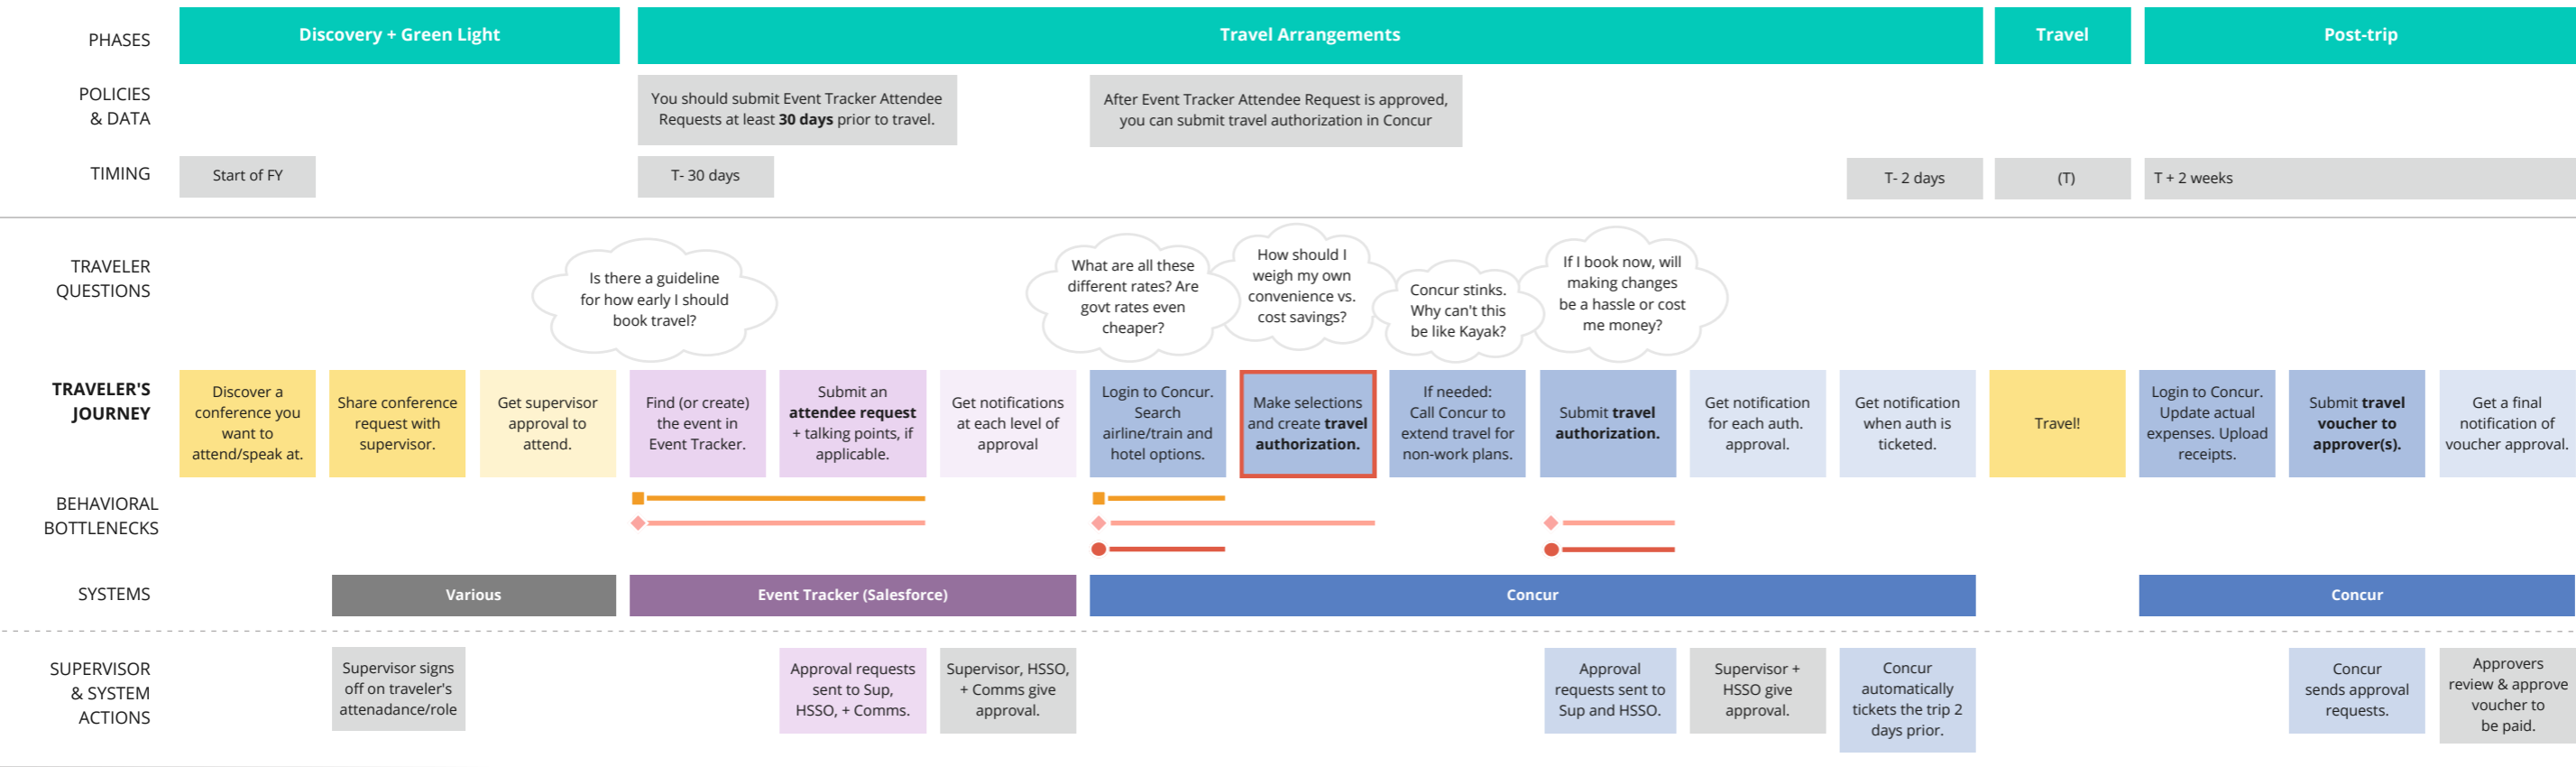 PHASES
Discovery + Green Light
Travel Arrangements
Travel
Post-trip
POLICIES
& DATA
You should submit Event Tracker Attendee
Requests at least 30 days prior to travel.
After Event Tracker Attendee Request is approved,
you can submit travel authorization in Concur
TIMING
Start of FY
T- 30 days
T- 2 days
(T)
T + 2 weeks
TRAVELER
QUESTIONS
Is there a guideline
for how early I should
book travel?
What are all these
different rates? Are
govt rates even
cheaper?
How should I
weigh my own
convenience vs.
cost savings?
Concur stinks.
Why can't this
be like Kayak?
If I book now, will
making changes
be a hassle or cost
me money?
TRAVELER'S
JOURNEY
Discover a
conference you
want to
attend/speak at.
Share conference
request with
supervisor.
Get supervisor
approval to
attend.
Find (or create)
the event in
Event Tracker.
Submit an
attendee request
+ talking points, if
applicable.
Get notifications
at each level of
approval
Login to Concur.
Search
airline/train and
hotel options.
Make selections
and create travel
authorization.
If needed:
Call Concur to
extend travel for
non-work plans.
Submit travel
authorization.
Get notification
for each auth.
approval.
Get notification
when auth is
ticketed.
Travel!
Login to Concur.
Update actual
expenses. Upload
receipts.
Submit travel
voucher to
approver(s).
Get a final
notification of
voucher approval.
BEHAVIORAL
BOTTLENECKS
SYSTEMS
Various
Event Tracker (Salesforce)
Concur
Concur
SUPERVISOR
& SYSTEM
ACTIONS
Supervisor signs
off on traveler's
attenadance/role
Approval requests
sent to Sup,
HSSO, + Comms.
Supervisor, HSSO,
+ Comms give
approval.
Approval
requests sent to
Sup and HSSO.
Supervisor +
HSSO give
approval.
Concur
automatically
tickets the trip 2
days prior.
Concur
sends approval
requests.
Approvers
review & approve
voucher to
be paid.